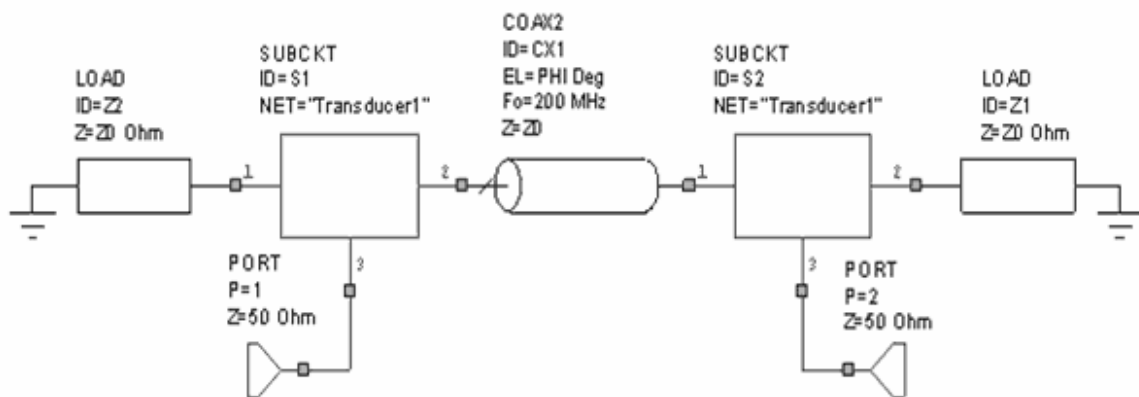 COAX2
ID=CX1
EL=PHI Deg
Fo=200 MHz
Z=Z0
SUBCKT
ID=S1
NET="Transducer1"
SUBCKT
ID=S2
NET="Transducer1"
LOAD
ID=Z2
Z=Z0 Ohm
LOAD
ID=Z1
Z=Z0 Ohm
1
2
1
2
3
3
PORT
P=1
Z=50 Ohm
PORT
P=2
Z=50 Ohm